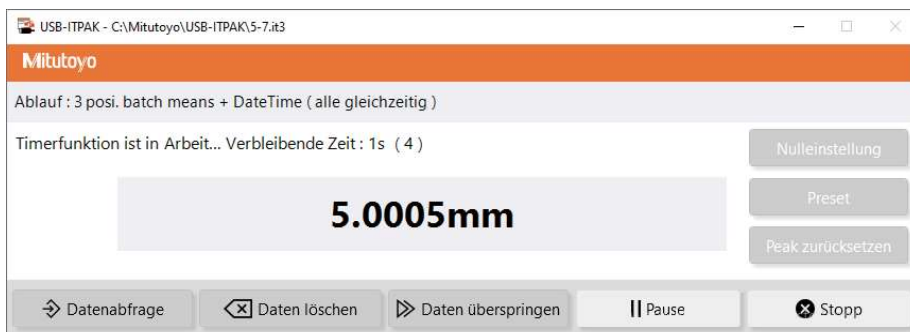 USB-ITPAK - C:\Mitutoyo\USB-ITPAK\5-7.it3
Mitutoyo
Ablauf : 3 posi. batch means + DateTime ( alle gleichzeitig )
Timerfunktion ist in Arbeit... Verbleibende Zeit : 1s ( 4 )
Nulleinstellung
5.0005mm
Preset
Peak zurücksetzen
Datenabfrage Daten löschen Daten überspringen Pause Stopp